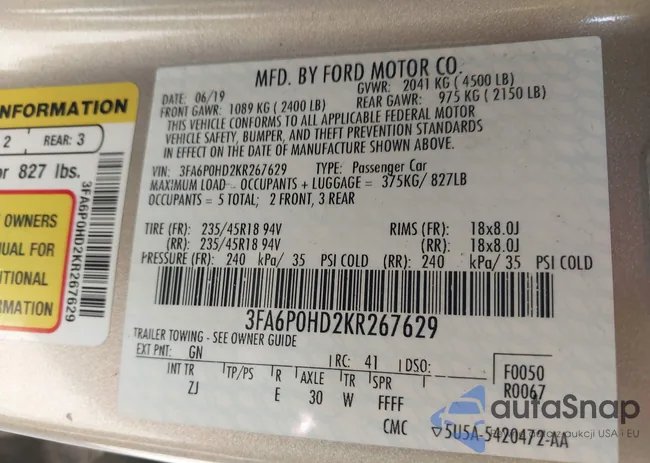 INFORMATION
2 REAR: 3
or 827 lbs.
OWNERS
UAL FOR
ITIONAL
RMATION
3FA6P0HD2KR267629
MFD. BY FORD MOTOR CO.
DATE: 06/19 GVWR: 2041 KG ( 4500 LB)
FRONT GAWR: 1089 KG ( 2400 LB) REAR GAWR: 975 KG ( 2150 LB)
THIS VEHICLE CONFORMS TO ALL APPLICABLE FEDERAL MOTOR
VEHICLE SAFETY, BUMPER, AND THEFT PREVENTION STANDARDS
IN EFFECT ON THE DATE OF MANUFACTURE SHOWN ABOVE.
VIN: 3FA6P0HD2KR267629 TYPE: Passenger Car
MAXIMUM LOAD - OCCUPANTS + LUGGAGE = 375KG/ 827LB
OCCUPANTS = 5 TOTAL; 2 FRONT, 3 REAR
TIRE (FR): 235/45R18 94V RIMS (FR): 18x8.0J
(RR): 235/45R18 94V (RR): 18x8.0J
PRESSURE (FR): 240 kPa/ 35 PSI COLD (RR): 240 kPa/ 35 PSI COLD
3FA6P0HD2KR267629
TRAILER TOWING - SEE OWNER GUIDE
EXT PNT: GN RC: 41 DSO:
F0050
R0067
INT TR TP/PS R AXLE TR SPR
ZJ E 30 W FFFF
CMC 5U5A-5420472-AA
autoSnap
aukcji USA i EU